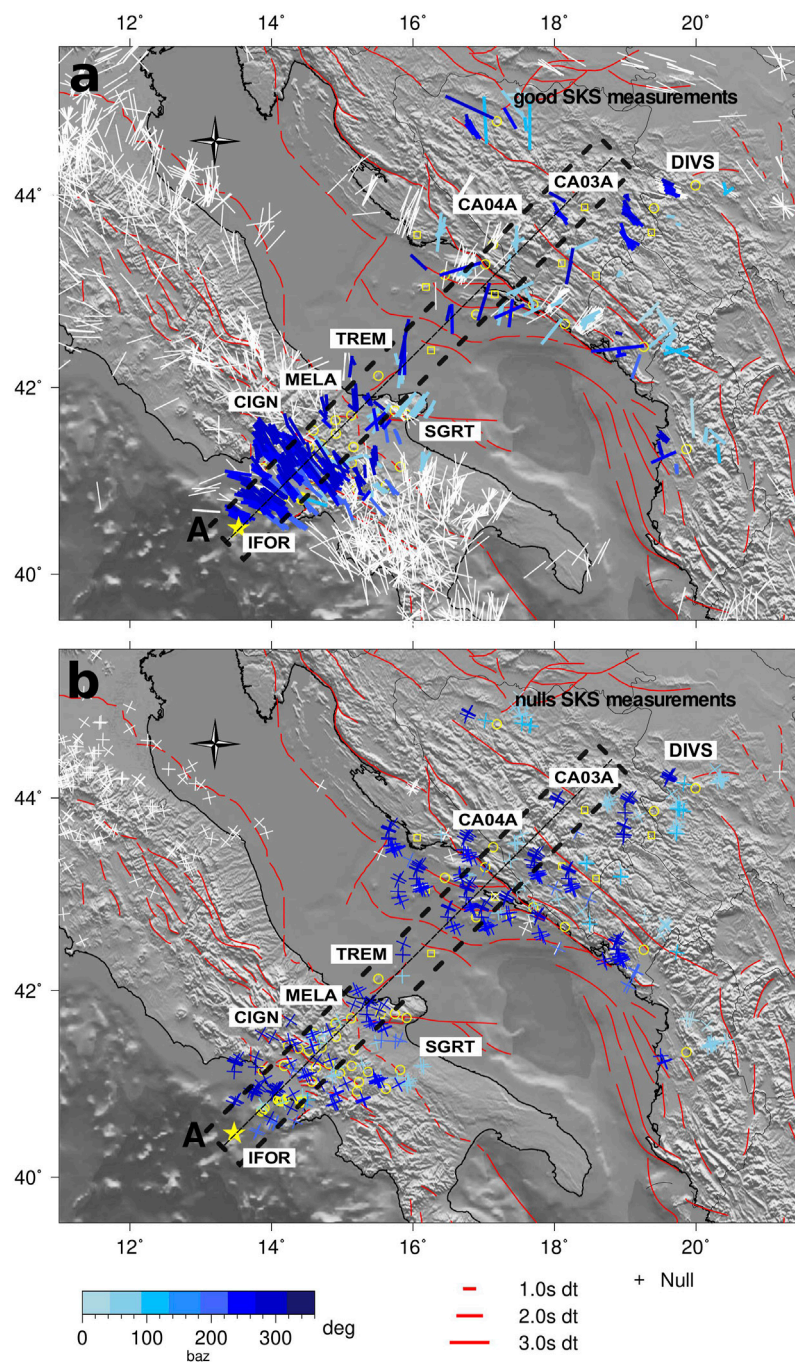 12˚ 14˚ 16˚ 18˚ 20˚
a
good SKS measurements
DIVS
CA03A
44˚
CA04A
TREM
42˚
MELA
CIGN
SGRT
A
IFOR
40˚
b
nulls SKS measurements
DIVS
CA03A
44˚
CA04A
TREM
42˚
MELA
CIGN
SGRT
A
IFOR
40˚
12˚ 14˚ 16˚ 18˚ 20˚
+ Null
1.0s dt
2.0s dt
3.0s dt
deg
0 100 200 300
baz